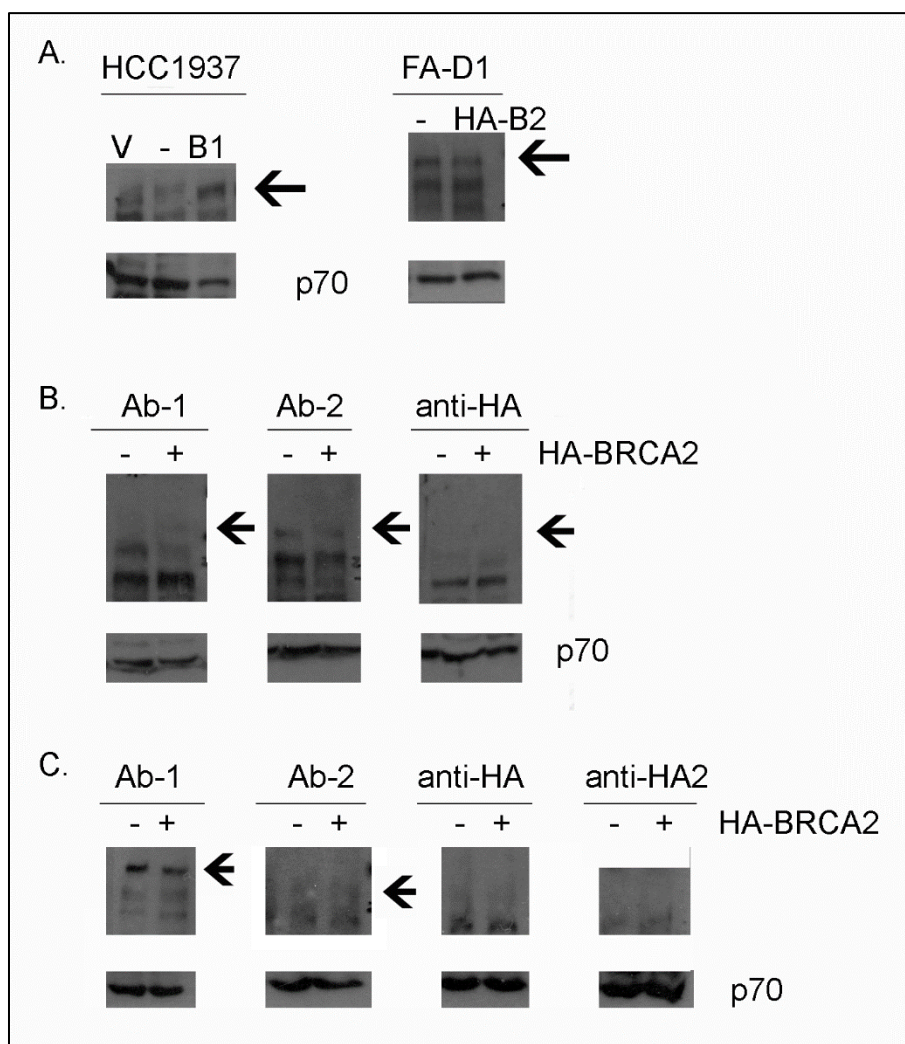 A.
HCC1937 FA-D1
V - B1 - HA-B2
p70
B.
Ab-1 Ab-2 anti-HA
- + - + - + HA-BRCA2
p70
C.
Ab-1 Ab-2 anti-HA anti-HA2
- + - + - + - + HA-BRCA2
p70